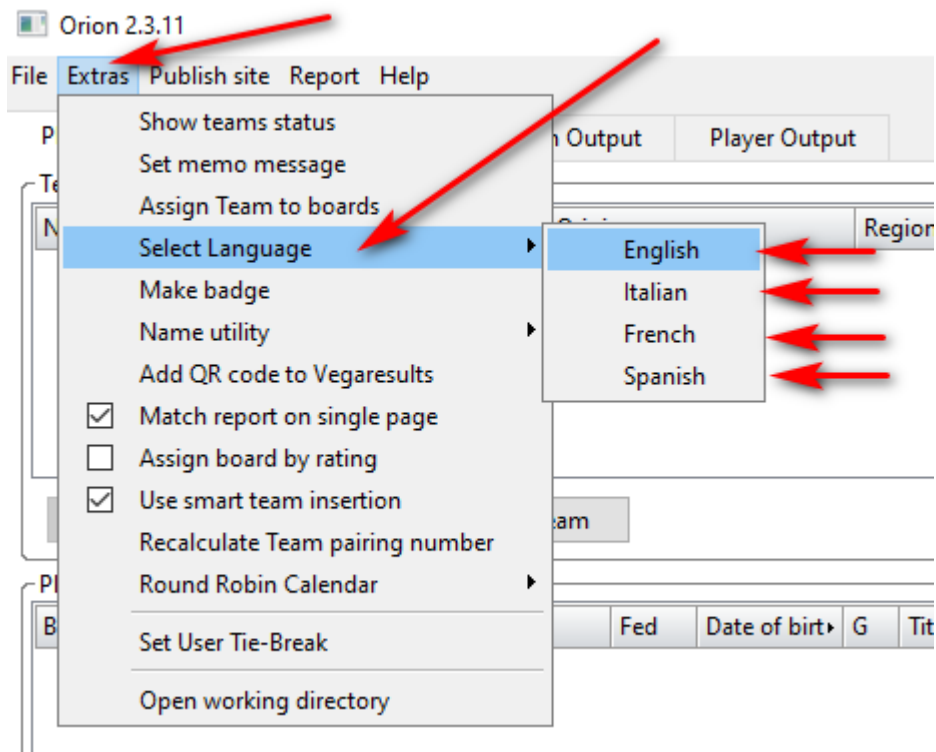 Orion 2.3.11
File Extras Publish site Report Help
Show teams status
Output Player Output
Set memo message
Assign Team to boards
Region
Select Language
English
Make badge
Italian
Name utility
French
Add QR code to Vegaresults
Spanish
Match report on single page
Assign board by rating
Use smart team insertion
Recalculate Team pairing number
Round Robin Calendar
Fed Date of birt G Tit
Set User Tie-Break
Open working directory